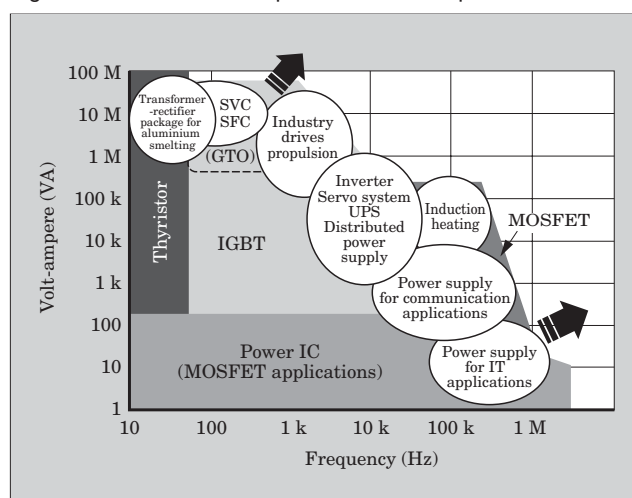 100 M
10 M
1 M
100 k
10 k
1 k
100
10
1
Volt-ampere (VA)
10
100
1 k
10 k
100 k
1 M
Frequency (Hz)
Transformer
-rectifier
package for
aluminium
smelting
SVC
SFC
(GTO)
Industry
drives
propulsion
Inverter
Servo system
UPS
Distributed
power
supply
Induction
heating
MOSFET
Thyristor
IGBT
Power supply
for communication
applications
Power IC
(MOSFET applications)
Power supply
for IT
applications